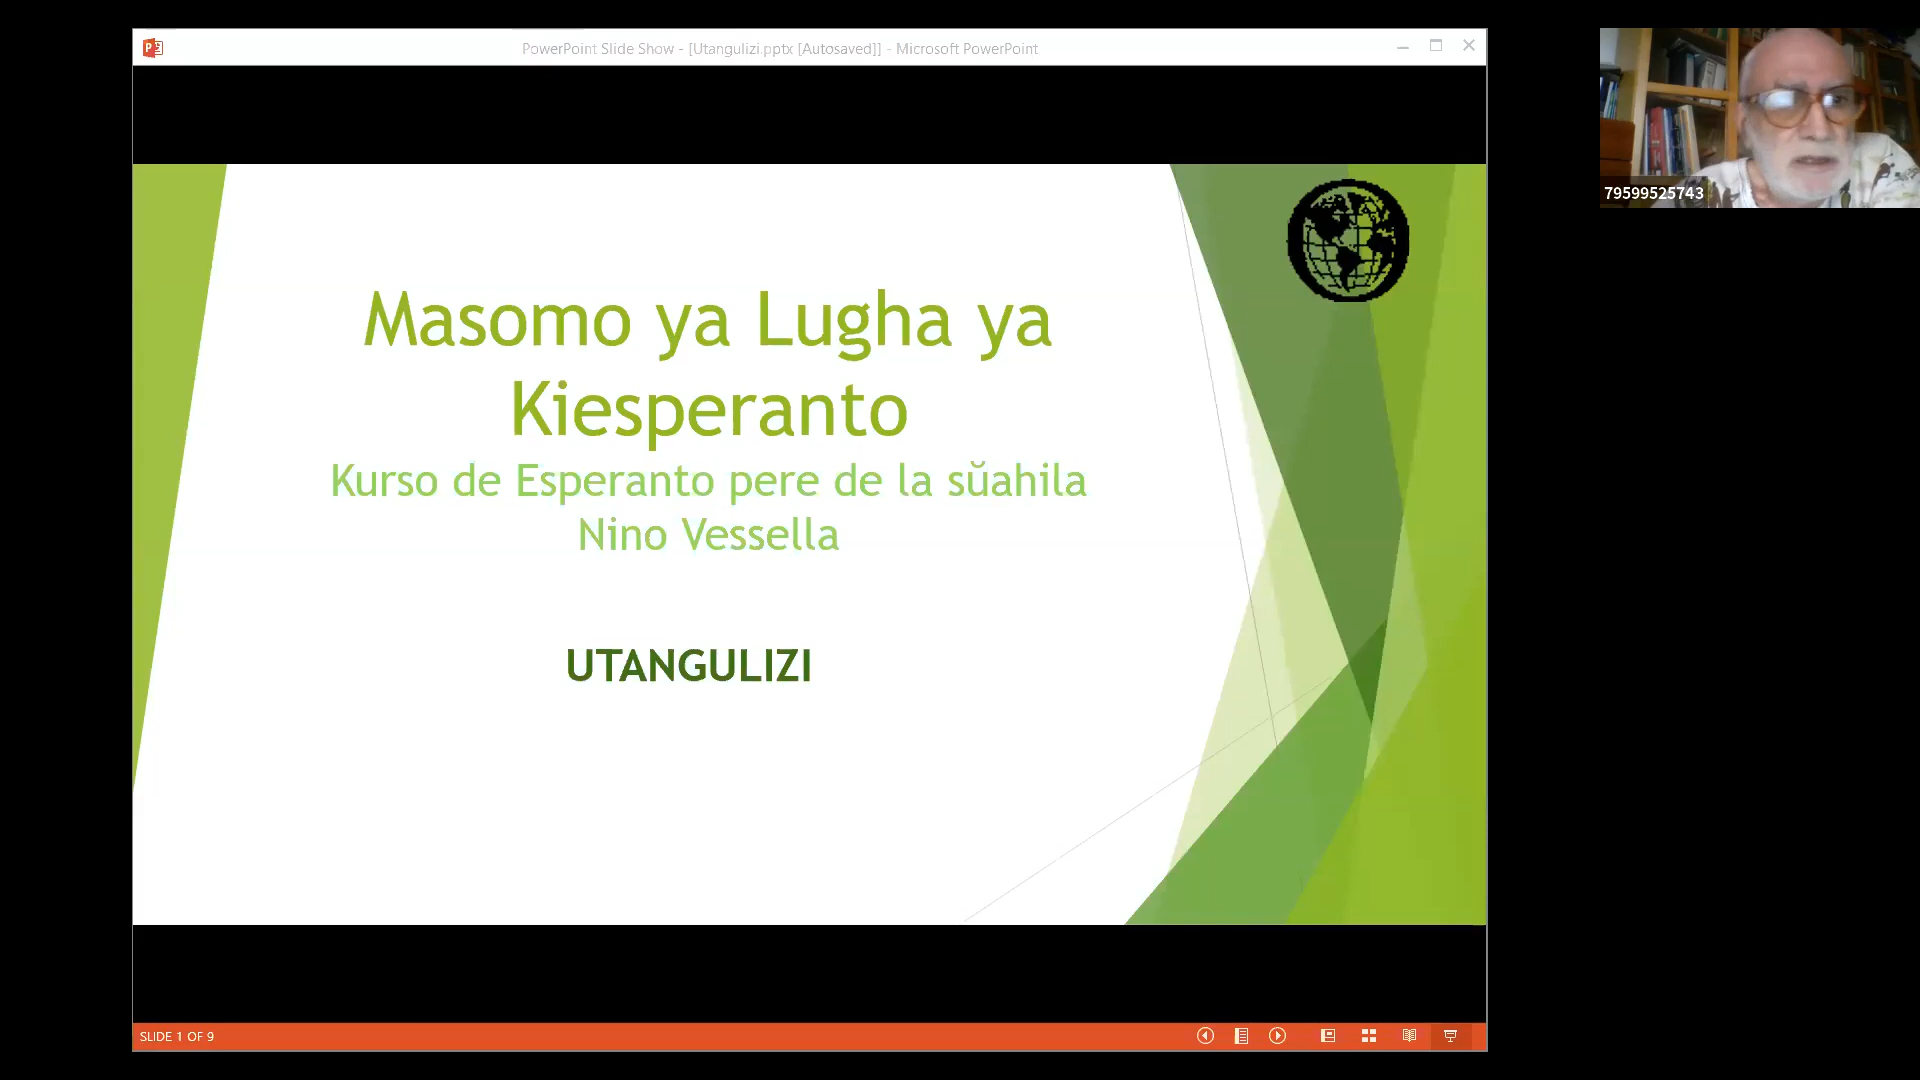 PowerPoint Slide Show - [Utangulizi.pptx [Autosaved]] - Microsoft PowerPoint
79599525743
Masomo ya Lugha ya
Kiesperanto
Kurso de Esperanto pere de la sŭahila
Nino Vessella
UTANGULIZI
SLIDE 1 OF 9